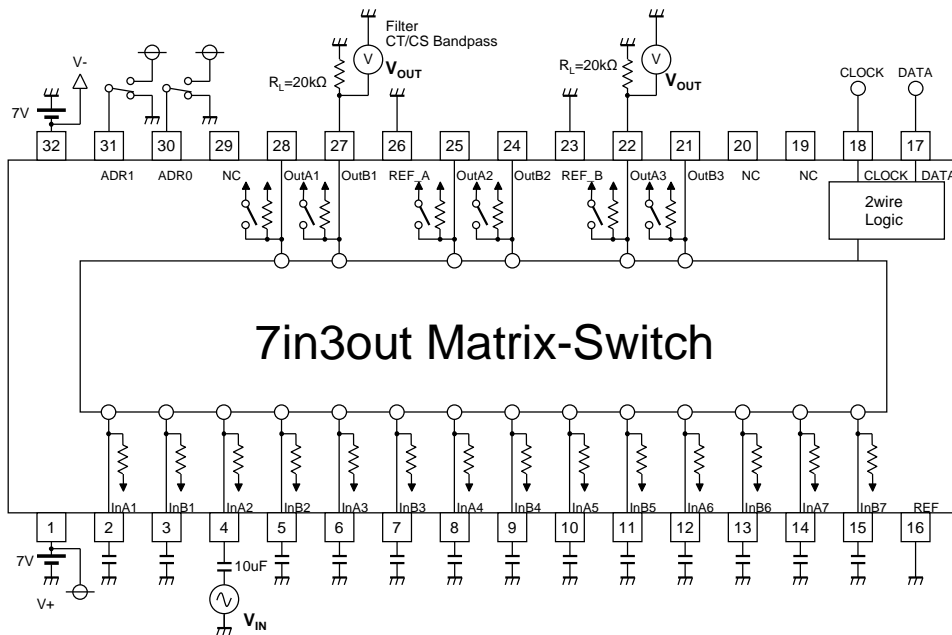 Filter
CT/CS Bandpass
V
V
V-
V_OUT
R_L=20kΩ
R_L=20kΩ
V_OUT
CLOCK DATA
7V
32 31 30 29 28 27 26 25 24 23 22 21 20 19 18 17
ADR1 ADR0 NC OutA1 OutB1 REF_A OutA2 OutB2 REF_B OutA3 OutB3 NC NC CLOCK DATA
2wire
Logic
7in3out Matrix-Switch
InA1 InB1 InA2 InB2 InA3 InB3 InA4 InB4 InA5 InB5 InA6 InB6 InA7 InB7 REF
1 2 3 4 5 6 7 8 9 10 11 12 13 14 15 16
7V
10uF
V+
V_IN